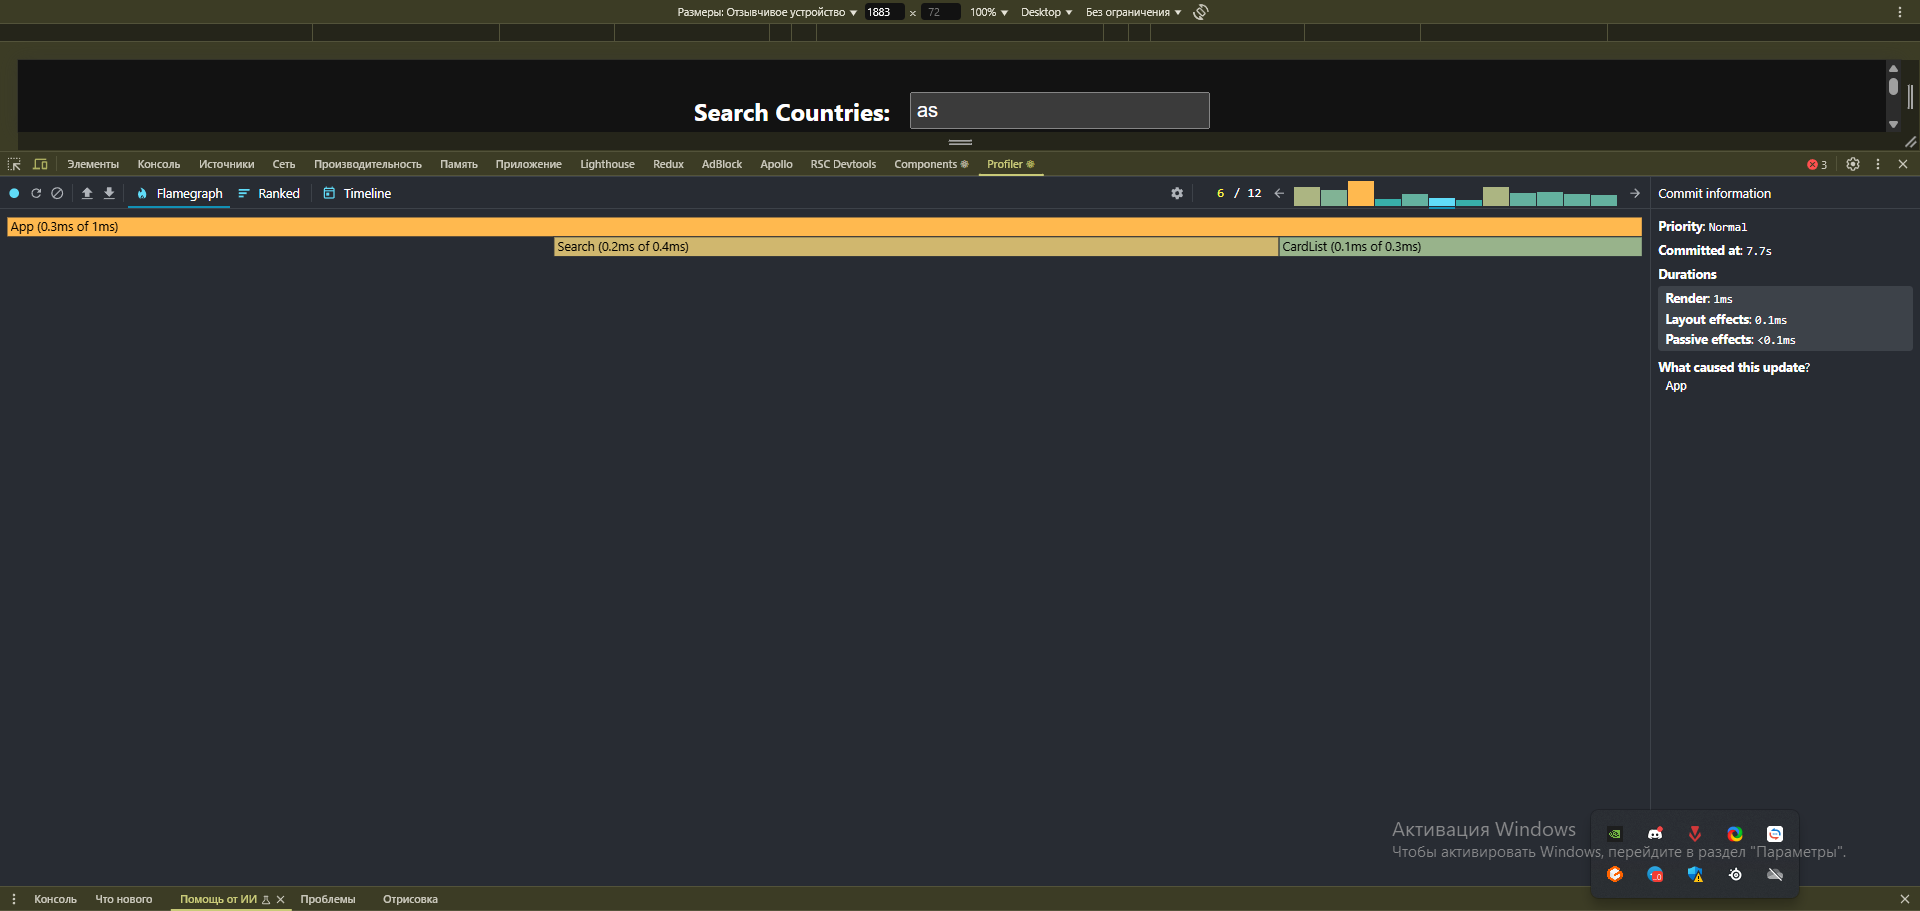 Размеры: Отзывчивое устройство 1883 × 72 100% Desktop Без ограничения
Search Countries: as
Элементы Консоль Источники Сеть Производительность Память Приложение Lighthouse Redux AdBlock Apollo RSC Devtools Components Profiler 3
Flamegraph Ranked Timeline 6 / 12 Commit information
App (0.3ms of 1ms)
Search (0.2ms of 0.4ms) CardList (0.1ms of 0.3ms)
Priority: Normal
Committed at: 7.7s
Durations
Render: 1ms
Layout effects: 0.1ms
Passive effects: <0.1ms
What caused this update?
App
Активация Windows
Чтобы активировать Windows, перейдите в раздел "Параметры".
Консоль Что нового Помощь от ИИ Проблемы Отрисовка